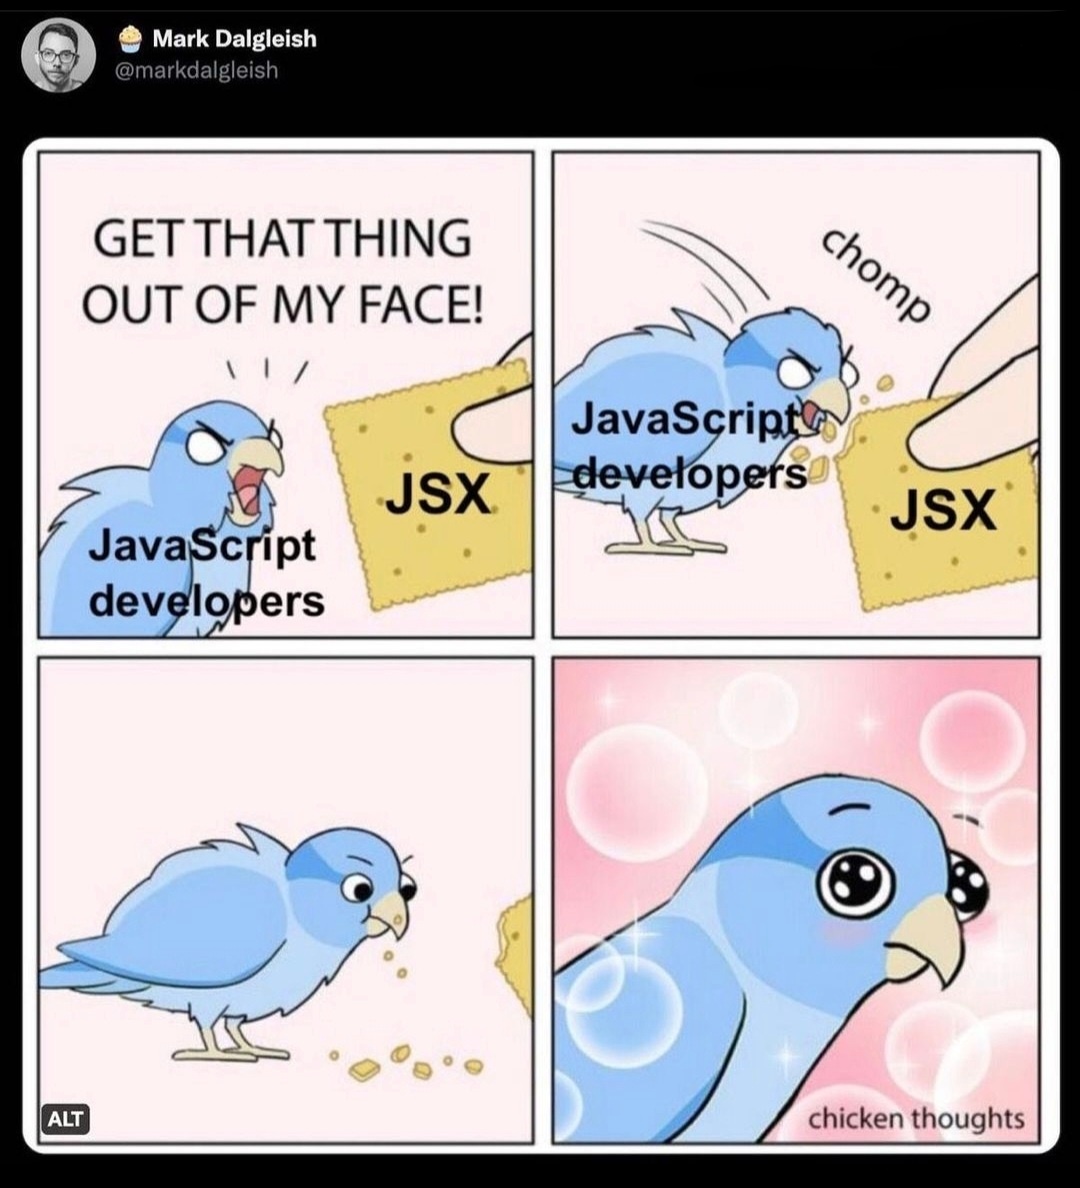 🧁 Mark Dalgleish
@markdalgleish
GET THAT THING
OUT OF MY FACE!
JSX
JavaScript
developers
chomp
JavaScript
developers
JSX
ALT
chicken thoughts